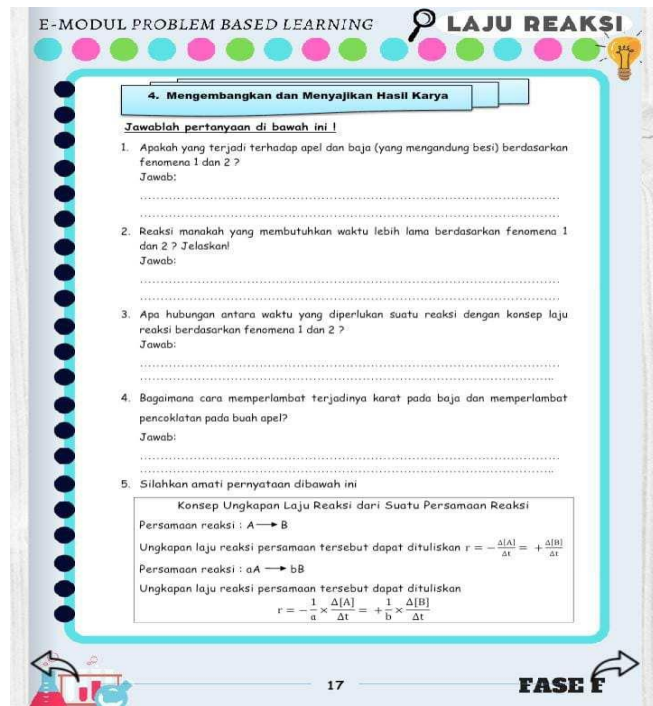 E-MODUL PROBLEM BASED LEARNING
LAJU REAKSI
4. Mengembangkan dan Menyajikan Hasil Karya
Jawablah pertanyaan di bawah ini !
1. Apakah yang terjadi terhadap apel dan baja (yang mengandung besi) berdasarkan
fenomena 1 dan 2 ?
Jawab:
2. Reaksi manakah yang membutuhkan waktu lebih lama berdasarkan fenomena 1
dan 2 ? Jelaskan!
Jawab:
3. Apa hubungan antara waktu yang diperlukan suatu reaksi dengan konsep laju
reaksi berdasarkan fenomena 1 dan 2 ?
Jawab:
4. Bagaimana cara memperlambat terjadinya karat pada baja dan memperlambat
pencoklatan pada buah apel?
Jawab:
5. Silahkan amati pernyataan dibawah ini
Konsep Ungkapan Laju Reaksi dari Suatu Persamaan Reaksi
Persamaan reaksi : A → B
Ungkapan laju reaksi persamaan tersebut dapat dituliskan r = − Δ[A]/Δt = + Δ[B]/Δt
Persamaan reaksi : aA → bB
Ungkapan laju reaksi persamaan tersebut dapat dituliskan
r = − 1/a × Δ[A]/Δt = + 1/b × Δ[B]/Δt
17
FASE F